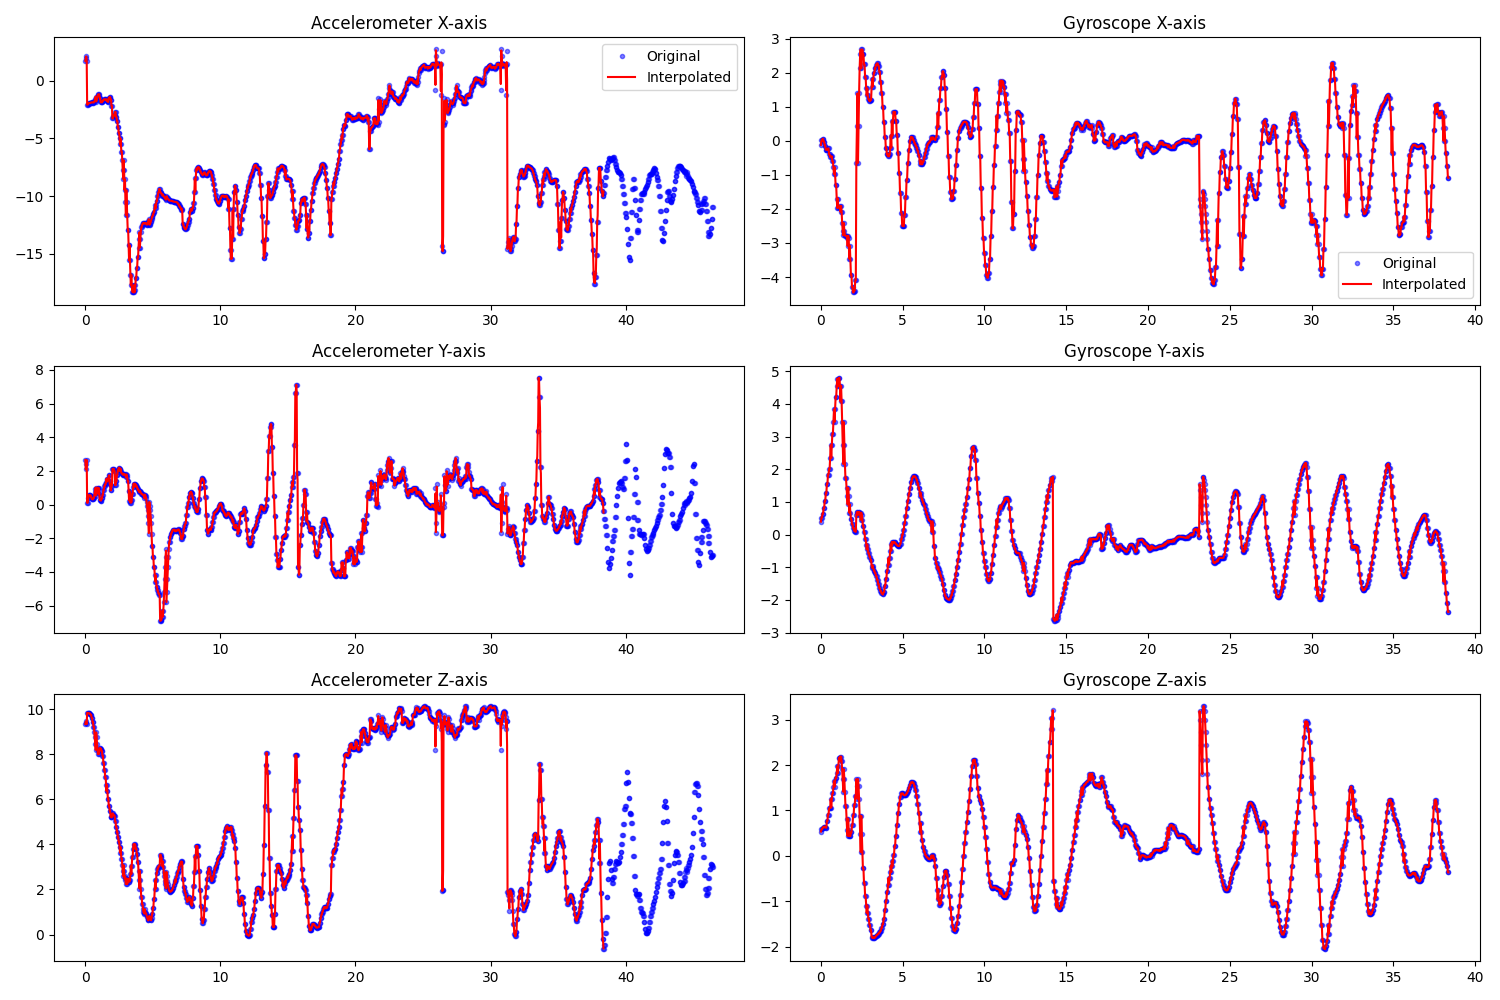 Accelerometer X-axis
0
−5
−10
−15
0 10 20 30 40
Original
Interpolated
Gyroscope X-axis
3
2
1
0
−1
−2
−3
−4
0 5 10 15 20 25 30 35 40
Original
Interpolated
Accelerometer Y-axis
8
6
4
2
0
−2
−4
−6
0 10 20 30 40
Gyroscope Y-axis
5
4
3
2
1
0
−1
−2
−3
0 5 10 15 20 25 30 35 40
Accelerometer Z-axis
10
8
6
4
2
0
0 10 20 30 40
Gyroscope Z-axis
3
2
1
0
−1
−2
0 5 10 15 20 25 30 35 40